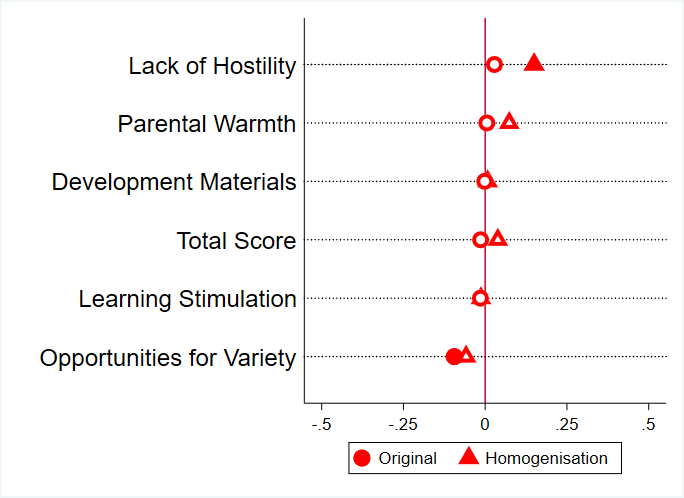 Lack of Hostility
Parental Warmth
Development Materials
Total Score
Learning Stimulation
Opportunities for Variety
-.5 -.25 0 .25 .5
Original Homogenisation